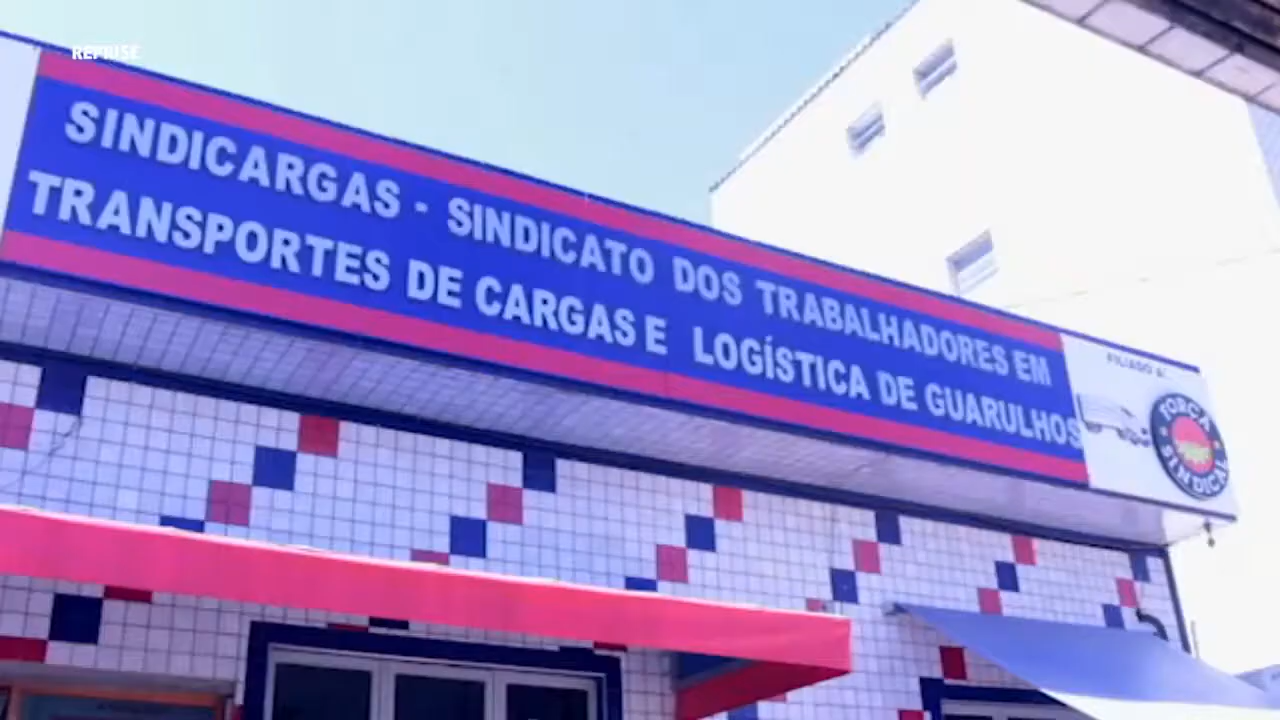 REPRISE
SINDICARGAS - SINDICATO DOS TRABALHADORES EM
TRANSPORTES DE CARGAS E LOGÍSTICA DE GUARULHOS
FILIADO A:
FORÇA
SINDICAL